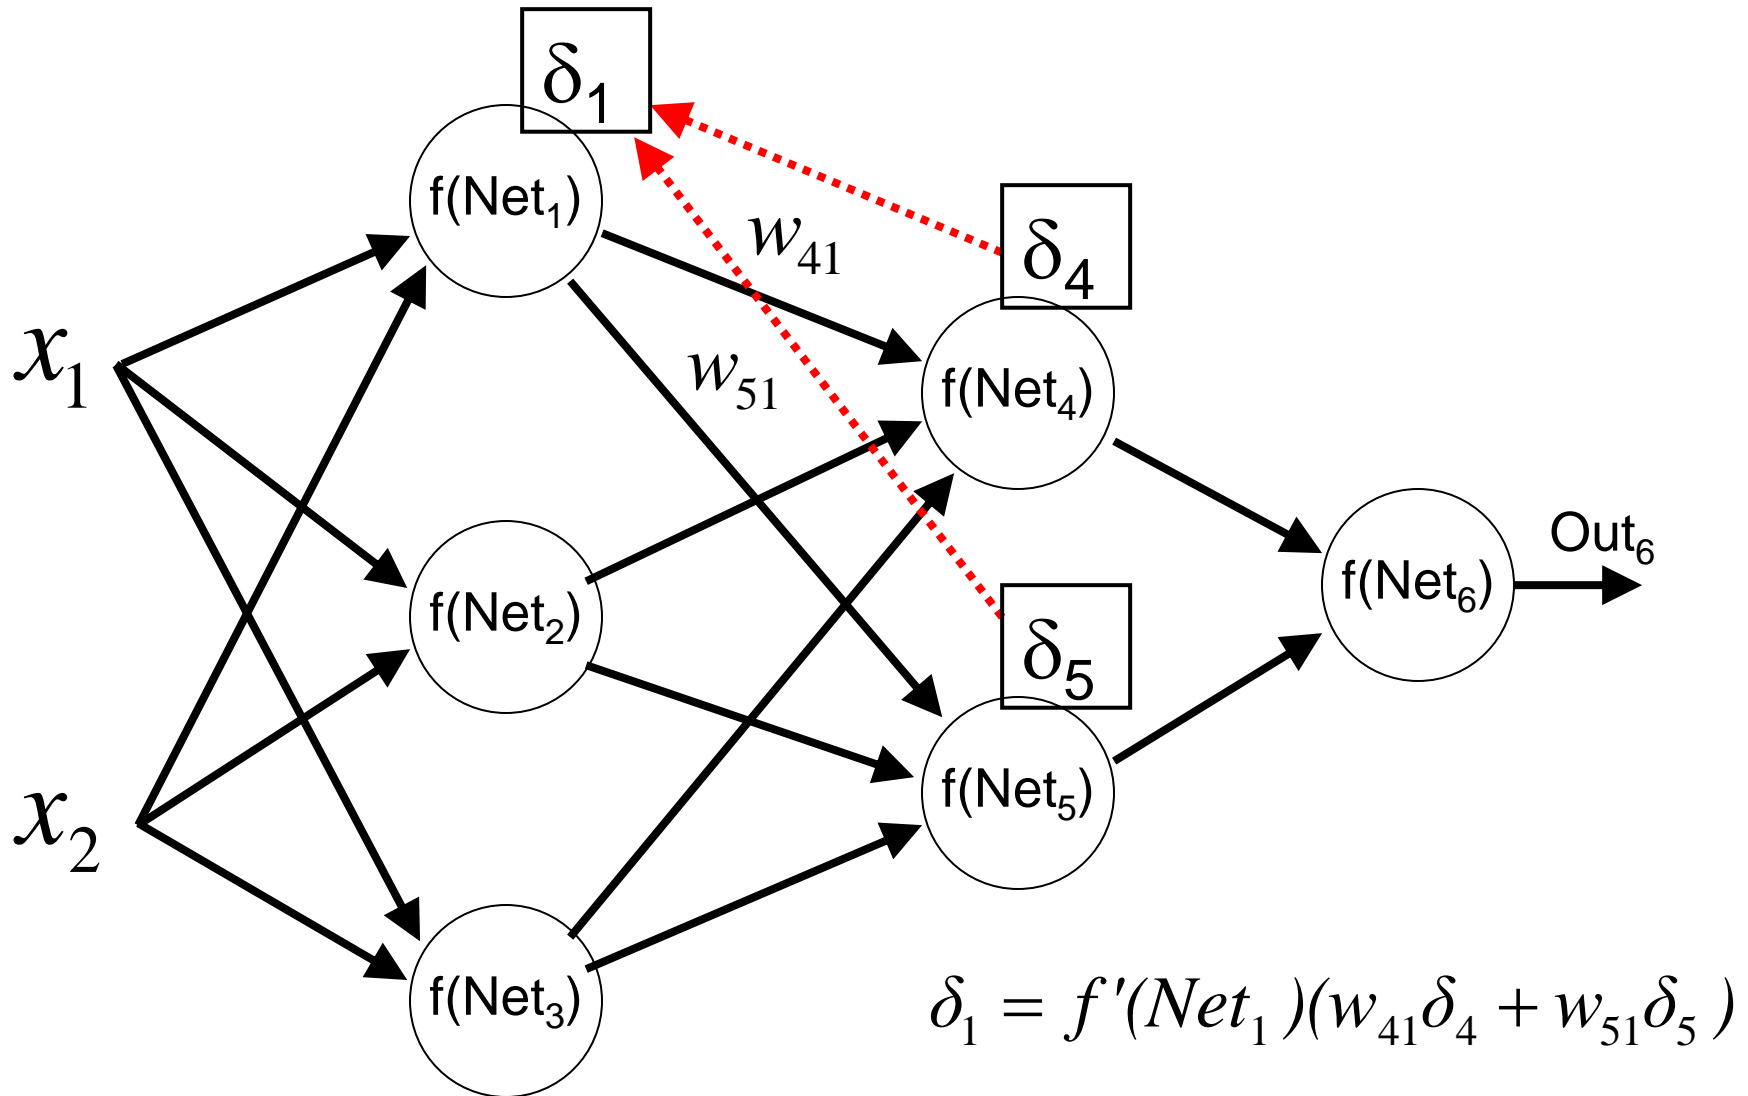 δ₁
f(Net₁)
w₄₁
δ₄
x₁
w₅₁
f(Net₄)
Out₆
f(Net₂)
f(Net₆)
δ₅
x₂
f(Net₅)
f(Net₃)
δ₁ = f'(Net₁)(w₄₁δ₄ + w₅₁δ₅)